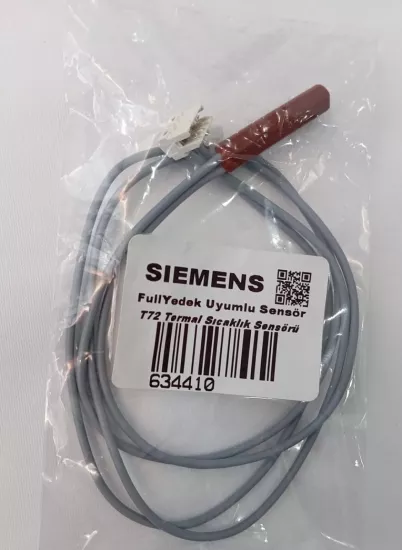 SIEMENS
FullYedek Uyumlu Sensör
T72 Termal Sıcaklık Sensörü
634410